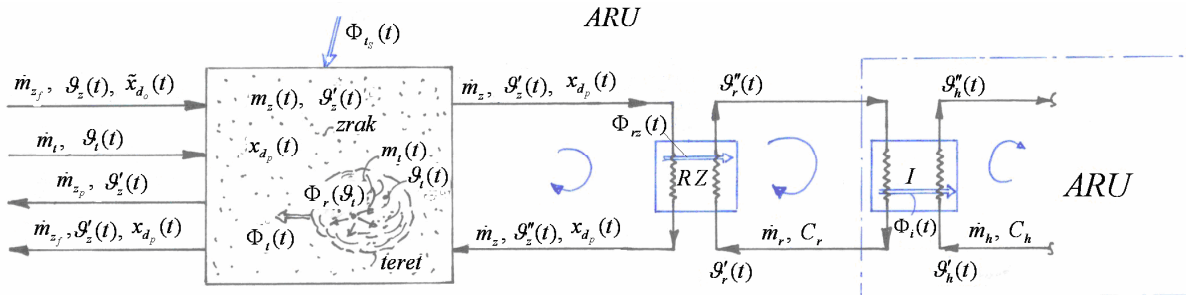 ARU
Φ_{t_s}(t)
ṁ_{z_f}, ϑ_z(t), x̃_{d_o}(t)
ṁ_t, ϑ_t(t)
ṁ_{z_p}, ϑ′_z(t)
ṁ_{z_f}, ϑ′_z(t), x_{d_p}(t)
m_z(t), ϑ′_z(t)
zrak
x_{d_p}(t)
m_t(t)
ϑ_t(t)
Φ_r(ϑ_t)
Φ_t(t)
teret
ṁ_z, ϑ′_z(t), x_{d_p}(t)
Φ_{rz}(t)
RZ
ṁ_z, ϑ″_z(t), x_{d_p}(t)
ϑ″_r(t)
ṁ_r, C_r
ϑ′_r(t)
I
Φ_i(t)
ϑ″_h(t)
ARU
ṁ_h, C_h
ϑ′_h(t)